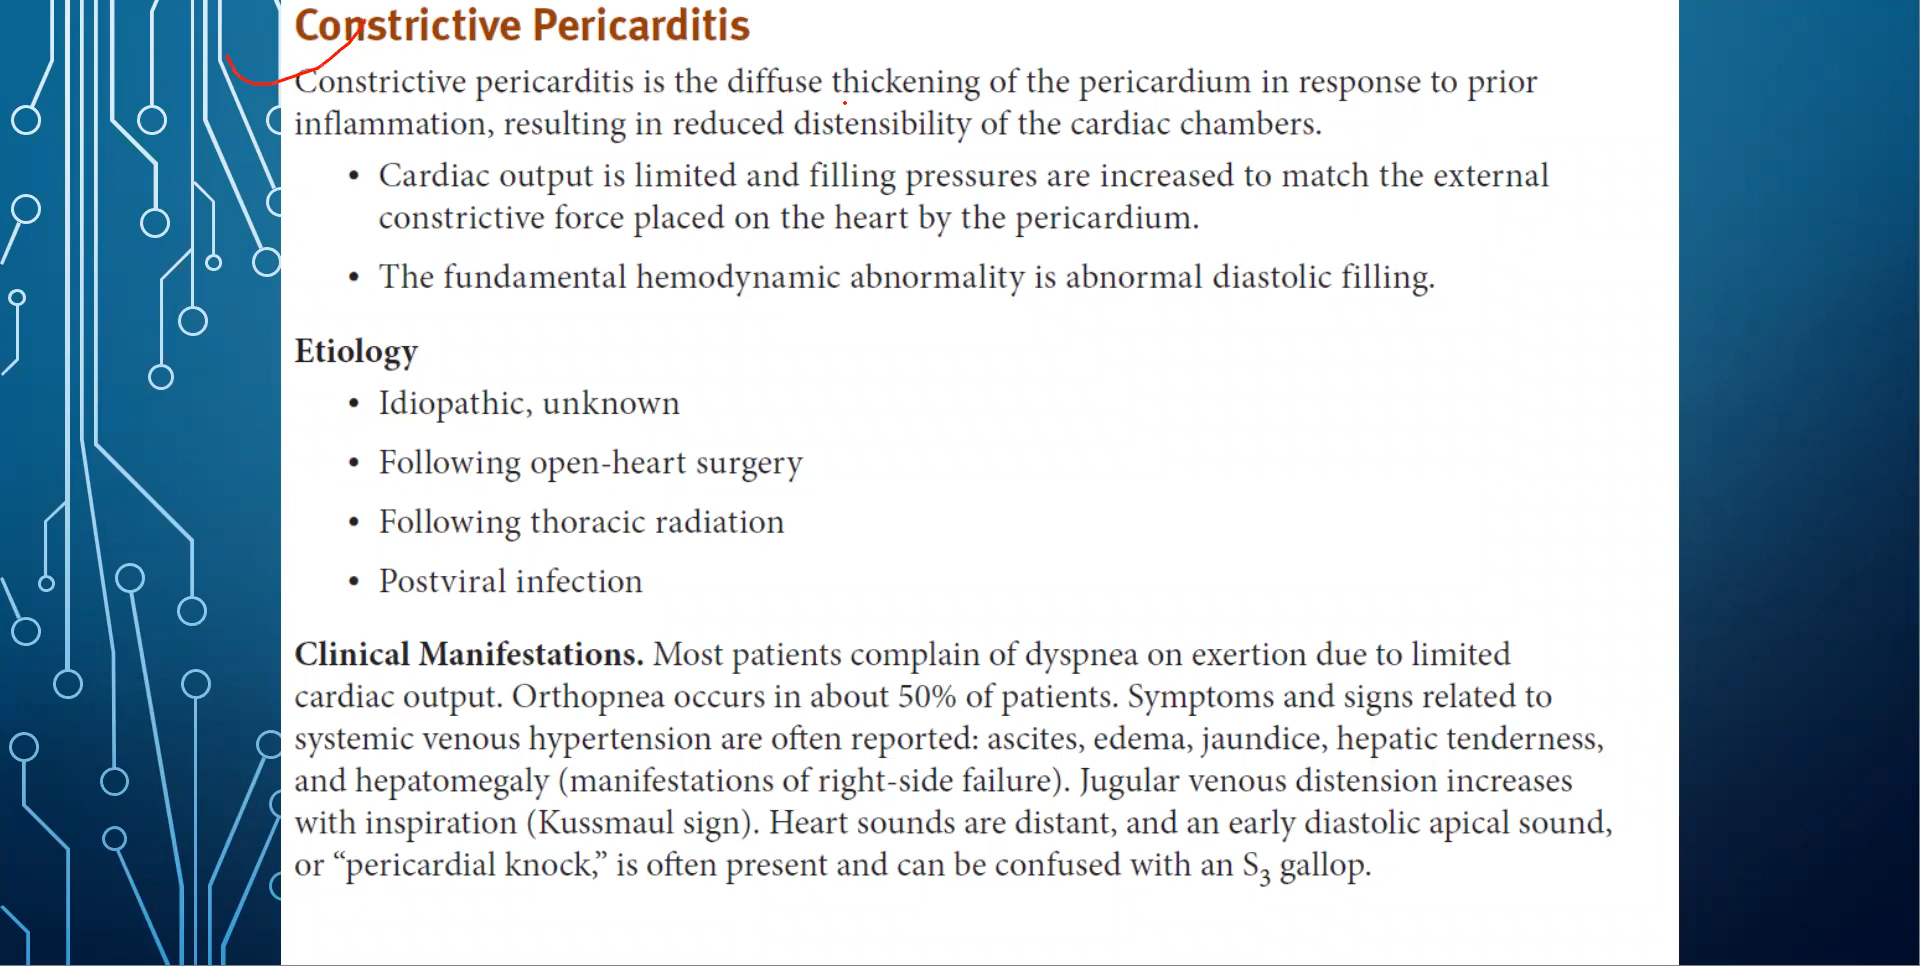 Constrictive Pericarditis
Constrictive pericarditis is the diffuse thickening of the pericardium in response to prior
inflammation, resulting in reduced distensibility of the cardiac chambers.
• Cardiac output is limited and filling pressures are increased to match the external
constrictive force placed on the heart by the pericardium.
• The fundamental hemodynamic abnormality is abnormal diastolic filling.
Etiology
• Idiopathic, unknown
• Following open-heart surgery
• Following thoracic radiation
• Postviral infection
Clinical Manifestations. Most patients complain of dyspnea on exertion due to limited
cardiac output. Orthopnea occurs in about 50% of patients. Symptoms and signs related to
systemic venous hypertension are often reported: ascites, edema, jaundice, hepatic tenderness,
and hepatomegaly (manifestations of right-side failure). Jugular venous distension increases
with inspiration (Kussmaul sign). Heart sounds are distant, and an early diastolic apical sound,
or “pericardial knock,” is often present and can be confused with an S₃ gallop.